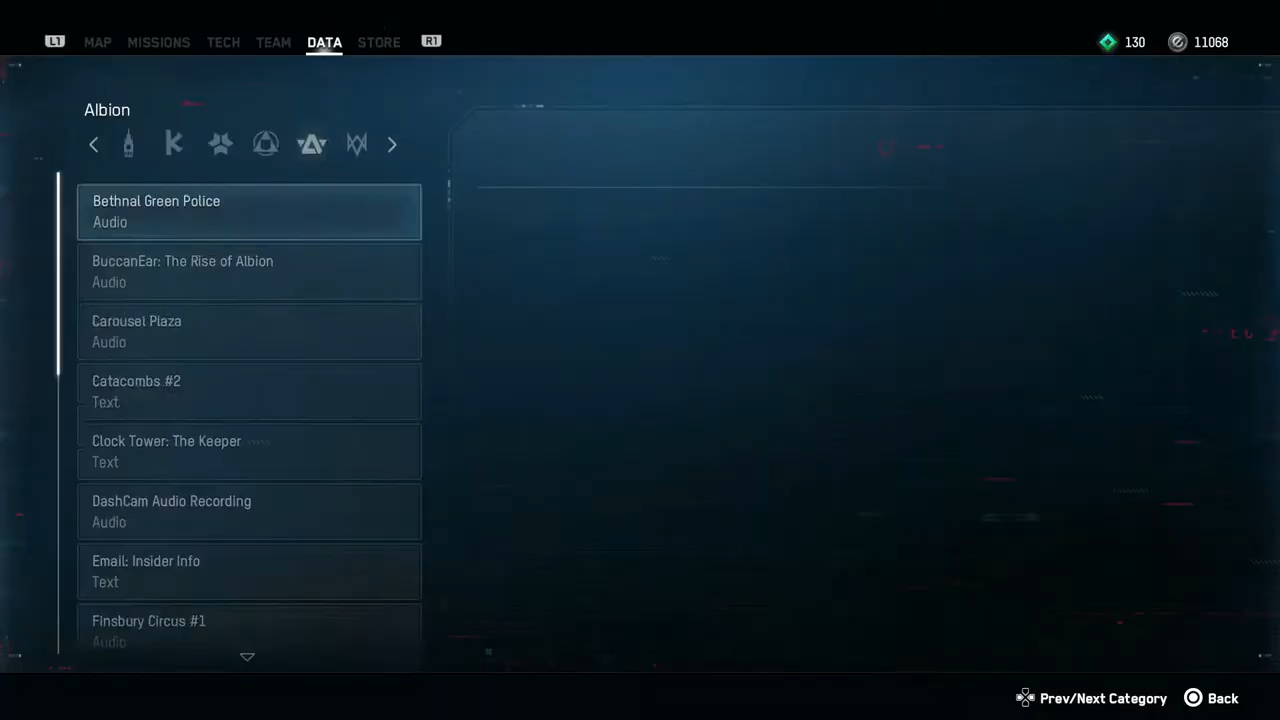 L1 MAP MISSIONS TECH TEAM DATA STORE R1 130 11068
Albion
Bethnal Green Police
Audio
BuccanEar: The Rise of Albion
Audio
Carousel Plaza
Audio
Catacombs #2
Text
Clock Tower: The Keeper
Text
DashCam Audio Recording
Audio
Email: Insider Info
Text
Finsbury Circus #1
Audio
Prev/Next Category Back